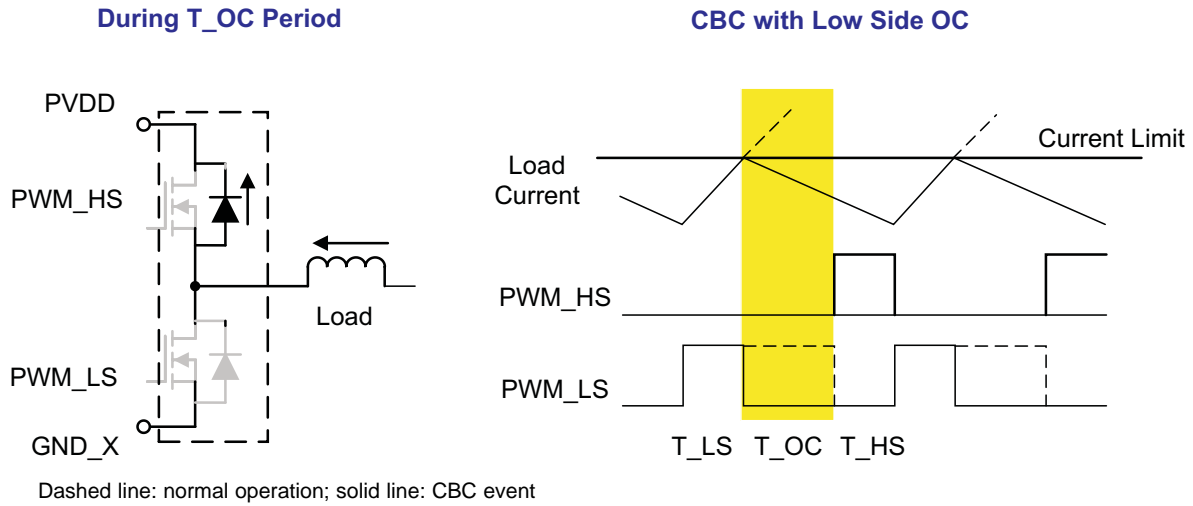 During T_OC Period
CBC with Low Side OC
PVDD
PWM_HS
Load
PWM_LS
GND_X
Load
Current
Current Limit
PWM_HS
PWM_LS
T_LS T_OC T_HS
Dashed line: normal operation; solid line: CBC event